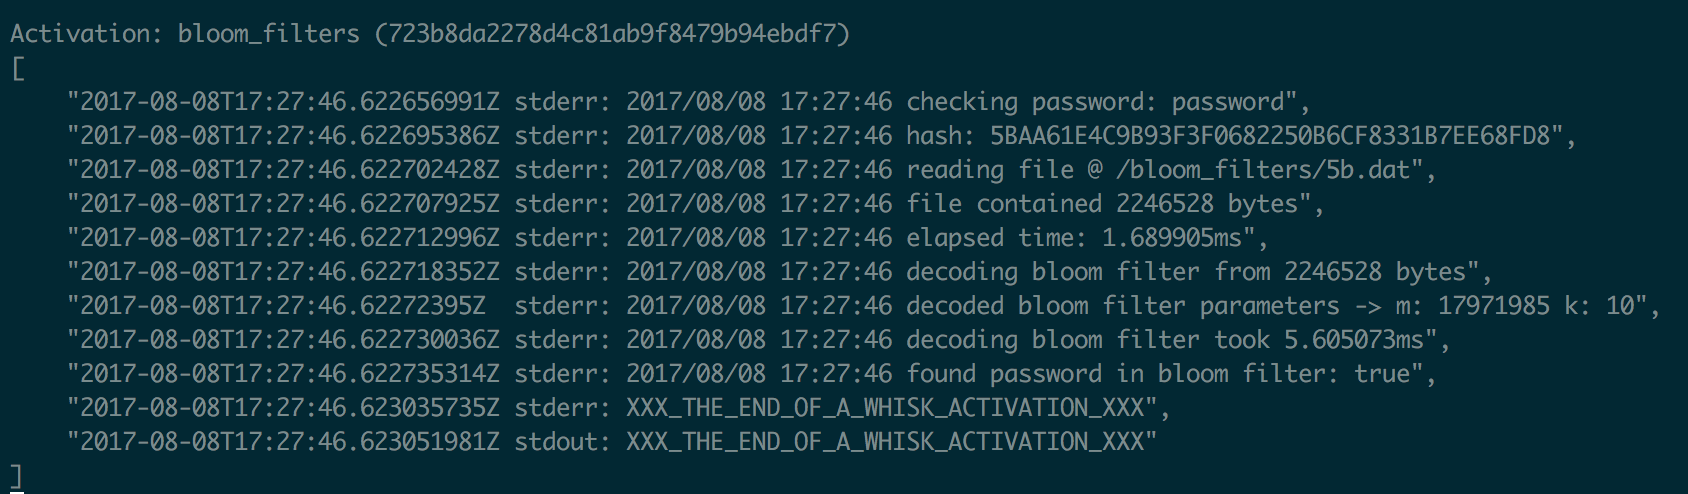 Activation: bloom_filters (723b8da2278d4c81ab9f8479b94ebdf7)
[
    "2017-08-08T17:27:46.622656991Z stderr: 2017/08/08 17:27:46 checking password: password",
    "2017-08-08T17:27:46.622695386Z stderr: 2017/08/08 17:27:46 hash: 5BAA61E4C9B93F3F0682250B6CF8331B7EE68FD8",
    "2017-08-08T17:27:46.622702428Z stderr: 2017/08/08 17:27:46 reading file @ /bloom_filters/5b.dat",
    "2017-08-08T17:27:46.622707925Z stderr: 2017/08/08 17:27:46 file contained 2246528 bytes",
    "2017-08-08T17:27:46.622712996Z stderr: 2017/08/08 17:27:46 elapsed time: 1.689905ms",
    "2017-08-08T17:27:46.622718352Z stderr: 2017/08/08 17:27:46 decoding bloom filter from 2246528 bytes",
    "2017-08-08T17:27:46.62272395Z  stderr: 2017/08/08 17:27:46 decoded bloom filter parameters -> m: 17971985 k: 10",
    "2017-08-08T17:27:46.622730036Z stderr: 2017/08/08 17:27:46 decoding bloom filter took 5.605073ms",
    "2017-08-08T17:27:46.622735314Z stderr: 2017/08/08 17:27:46 found password in bloom filter: true",
    "2017-08-08T17:27:46.623035735Z stderr: XXX_THE_END_OF_A_WHISK_ACTIVATION_XXX",
    "2017-08-08T17:27:46.623051981Z stdout: XXX_THE_END_OF_A_WHISK_ACTIVATION_XXX"
]